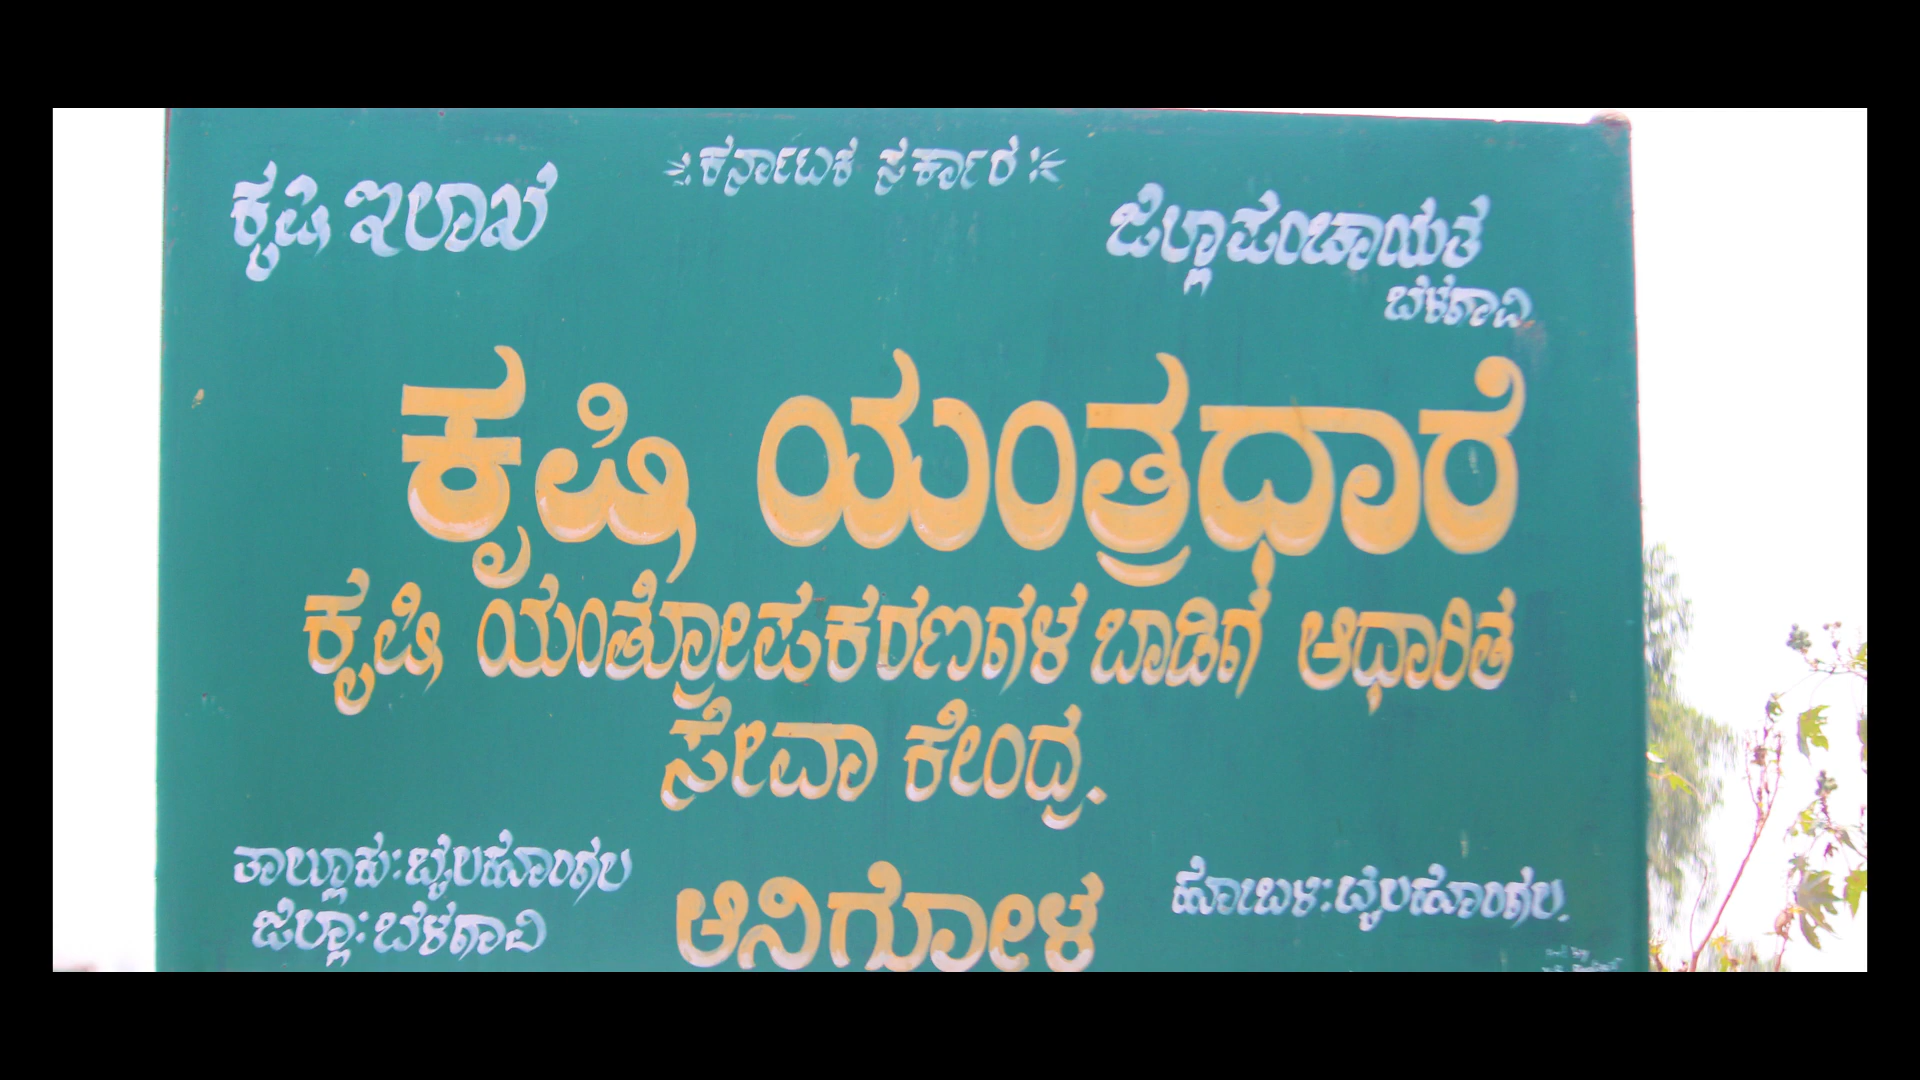 ಕರ್ನಾಟಕ ಸರ್ಕಾರ
ಕೃಷಿ ಇಲಾಖೆ
ಜಿಲ್ಲಾ ಪಂಚಾಯತ
ಬೆಳಗಾವಿ.
ಕೃಷಿ ಯಂತ್ರಧಾರೆ
ಕೃಷಿ ಯಂತ್ರೋಪಕರಣಗಳ ಬಾಡಿಗೆ ಆಧಾರಿತ
ಸೇವಾ ಕೇಂದ್ರ.
ತಾಲ್ಲೂಕು: ಬೈಲಹೊಂಗಲ
ಜಿಲ್ಲಾ: ಬೆಳಗಾವಿ
ಆನಿಗೋಳ
ಹೋಬಳಿ: ಬೈಲಹೊಂಗಲ.